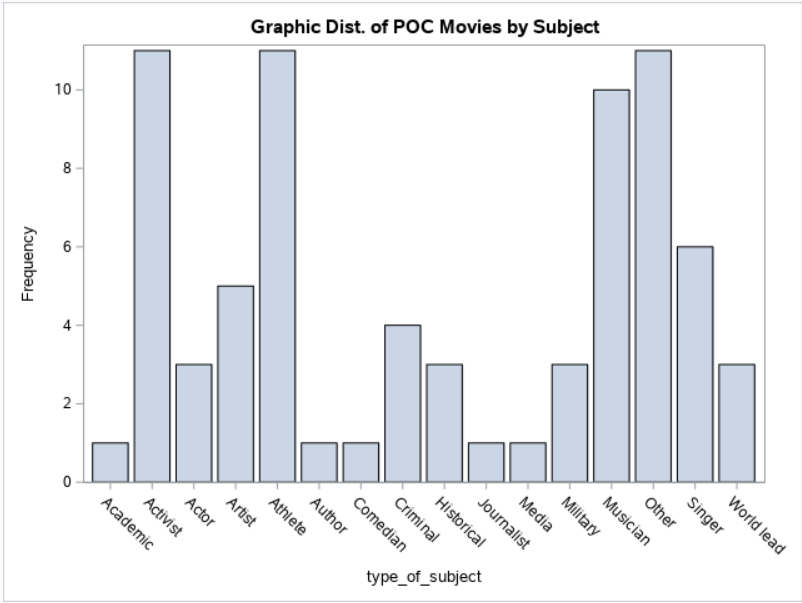 Graphic Dist. of POC Movies by Subject
Frequency
10
8
6
4
2
0
Academic
Activist
Actor
Artist
Athlete
Author
Comedian
Criminal
Historical
Journalist
Media
Military
Musician
Other
Singer
World lead
type_of_subject